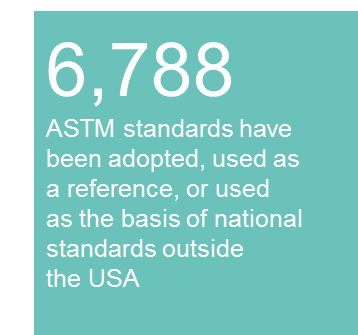 6,788
ASTM standards have
been adopted, used as
a reference, or used
as the basis of national
standards outside
the USA